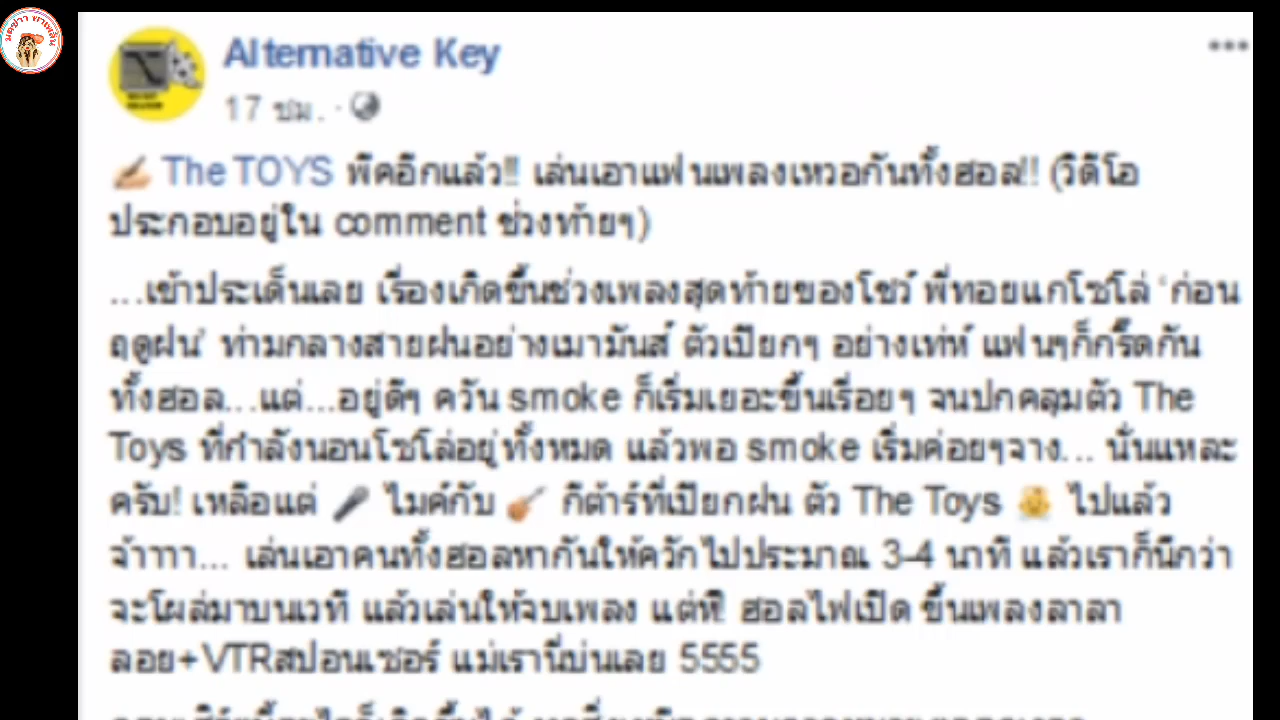 มดข่าว พาเพลิน
Alternative Key
17 ชม. ·
The TOYS พีคอีกแล้ว!! เล่นเอาแฟนเพลงเหวอกันทั้งฮอล!! (วิดีโอ
ประกอบอยู่ใน comment ช่วงท้ายๆ)
...เข้าประเด็นเลย เรื่องเกิดขึ้นช่วงเพลงสุดท้ายของโชว์ พี่ทอยแกโซโล่ 'ก่อน
ฤดูฝน' ท่ามกลางสายฝนอย่างเมามันส์ ตัวเปียกๆ อย่างเท่ห์ แฟนๆก็กรี๊ดกัน
ทั้งฮอล...แต่...อยู่ดีๆ ควัน smoke ก็เริ่มเยอะขึ้นเรื่อยๆ จนปกคลุมตัว The
Toys ที่กำลังนอนโซโล่อยู่ทั้งหมด แล้วพอ smoke เริ่มค่อยๆจาง... นั่นแหละ
ครับ! เหลือแต่ 🎤 ไมค์กับ 🎸 กีต้าร์ที่เปียกฝน ตัว The Toys 👶 ไปแล้ว
จ้าาาา... เล่นเอาคนทั้งฮอลหากันให้ควักไปประมาณ 3-4 นาที แล้วเราก็นึกว่า
จะโผล่มาบนเวที แล้วเล่นให้จบเพลง แต่ทว่า! ฮอลไฟเปิด ขึ้นเพลงลาลา
ลอย+VTRสปอนเซอร์ แม่เรานี่บ่นเลย 5555